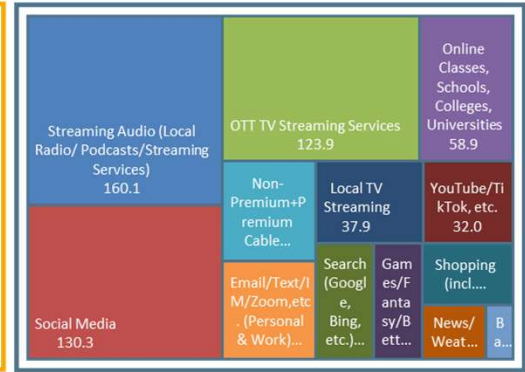 Streaming Audio (Local
Radio/ Podcasts/Streaming
Services)
160.1
Social Media
130.3
OTT TV Streaming Services
123.9
Online
Classes,
Schools,
Colleges,
Universities
58.9
Non-
Premium+P
remium
Cable...
Local TV
Streaming
37.9
YouTube/Ti
kTok, etc.
32.0
Email/Text/I
M/Zoom,etc
. (Personal
& Work)...
Search
(Googl
e,
Bing,
etc.)...
Gam
es/F
anta
sy/B
ett...
Shopping
(incl....
News/
Weat...
B
a...